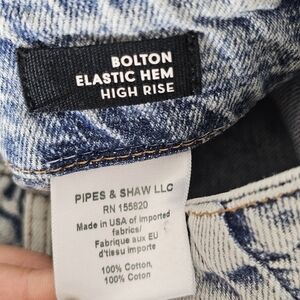 BOLTON
ELASTIC HEM
HIGH RISE
PIPES & SHAW LLC
RN 155820
Made in USA of imported
fabrics/
Fabrique aux EU
d'tissu importe
100% Cotton,
100% Coton